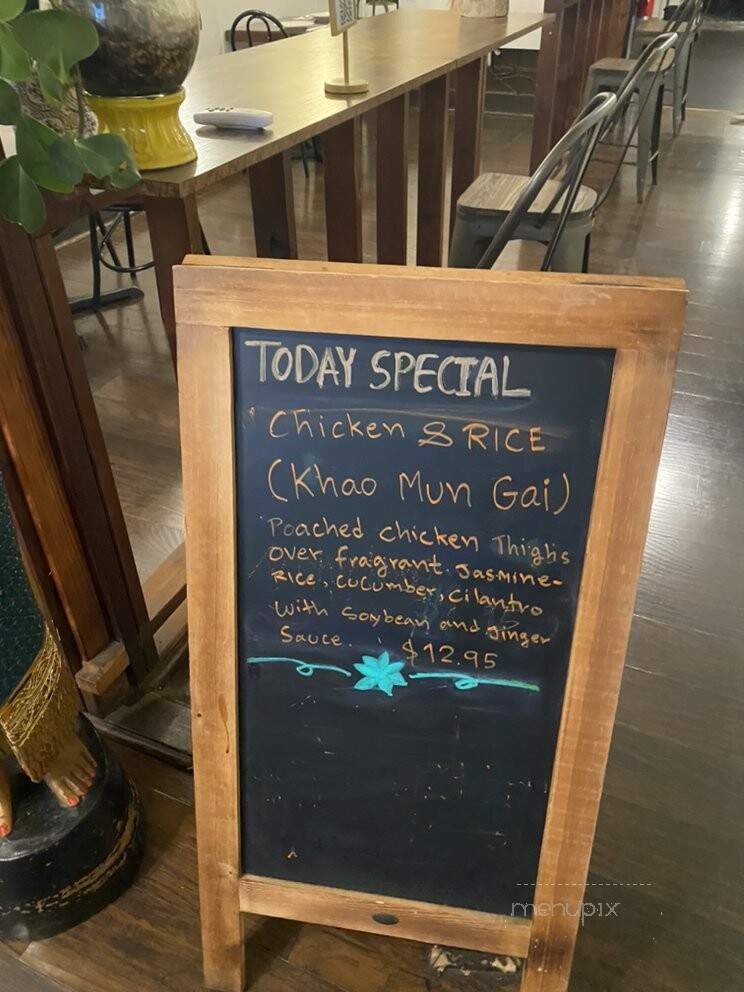 TODAY SPECIAL
Chicken & RICE
(Khao Mun Gai)
Poached chicken Thighs
over fragrant Jasmine-
RICE, cucumber, cilantro
with soybean and ginger
Sauce. $12.95
menupix